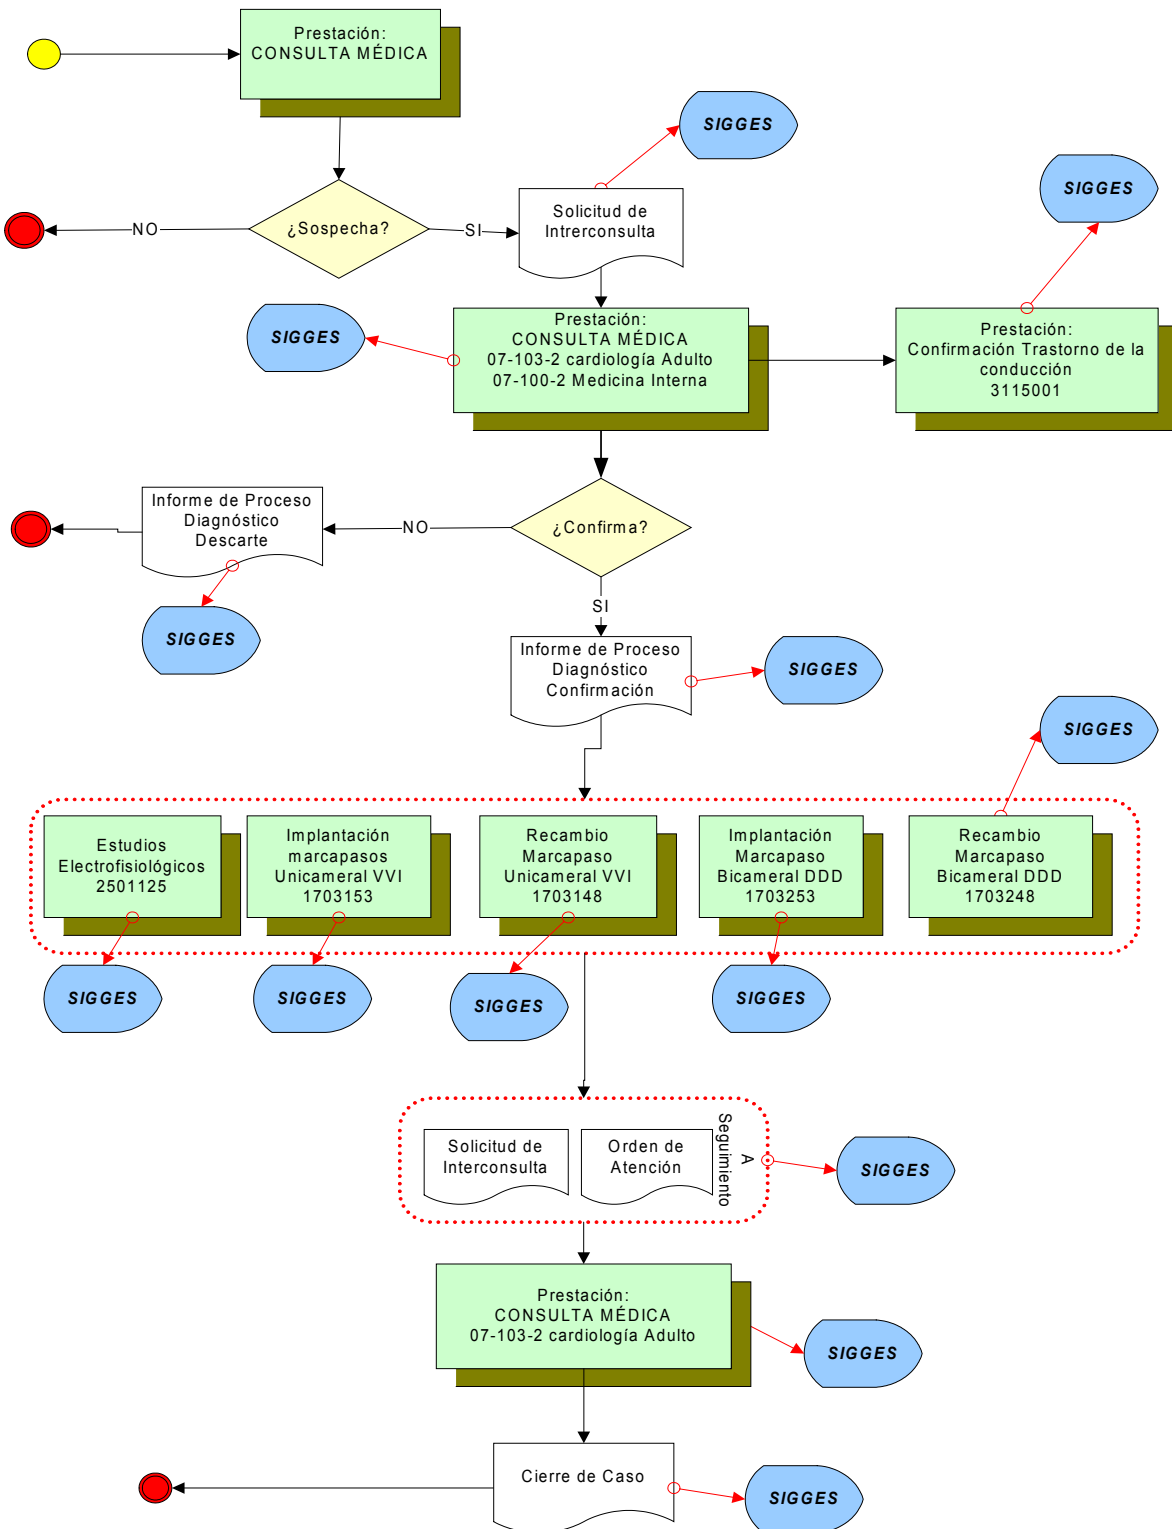 Prestación:
CONSULTA MÉDICA
SIGGES
SIGGES
¿Sospecha?
NO
SI
Solicitud de
Intrerconsulta
SIGGES
Prestación:
CONSULTA MÉDICA
07-103-2 cardiología Adulto
07-100-2 Medicina Interna
Prestación:
Confirmación Trastorno de la
conducción
3115001
Informe de Proceso
Diagnóstico
Descarte
NO
¿Confirma?
SIGGES
SI
Informe de Proceso
Diagnóstico
Confirmación
SIGGES
SIGGES
Estudios
Electrofisiológicos
2501125
Implantación
marcapasos
Unicameral VVI
1703153
Recambio
Marcapaso
Unicameral VVI
1703148
Implantación
Marcapaso
Bicameral DDD
1703253
Recambio
Marcapaso
Bicameral DDD
1703248
SIGGES
SIGGES
SIGGES
SIGGES
Solicitud de
Interconsulta
Orden de
Atención
Seguimiento
A
SIGGES
Prestación:
CONSULTA MÉDICA
07-103-2 cardiología Adulto
SIGGES
Cierre de Caso
SIGGES